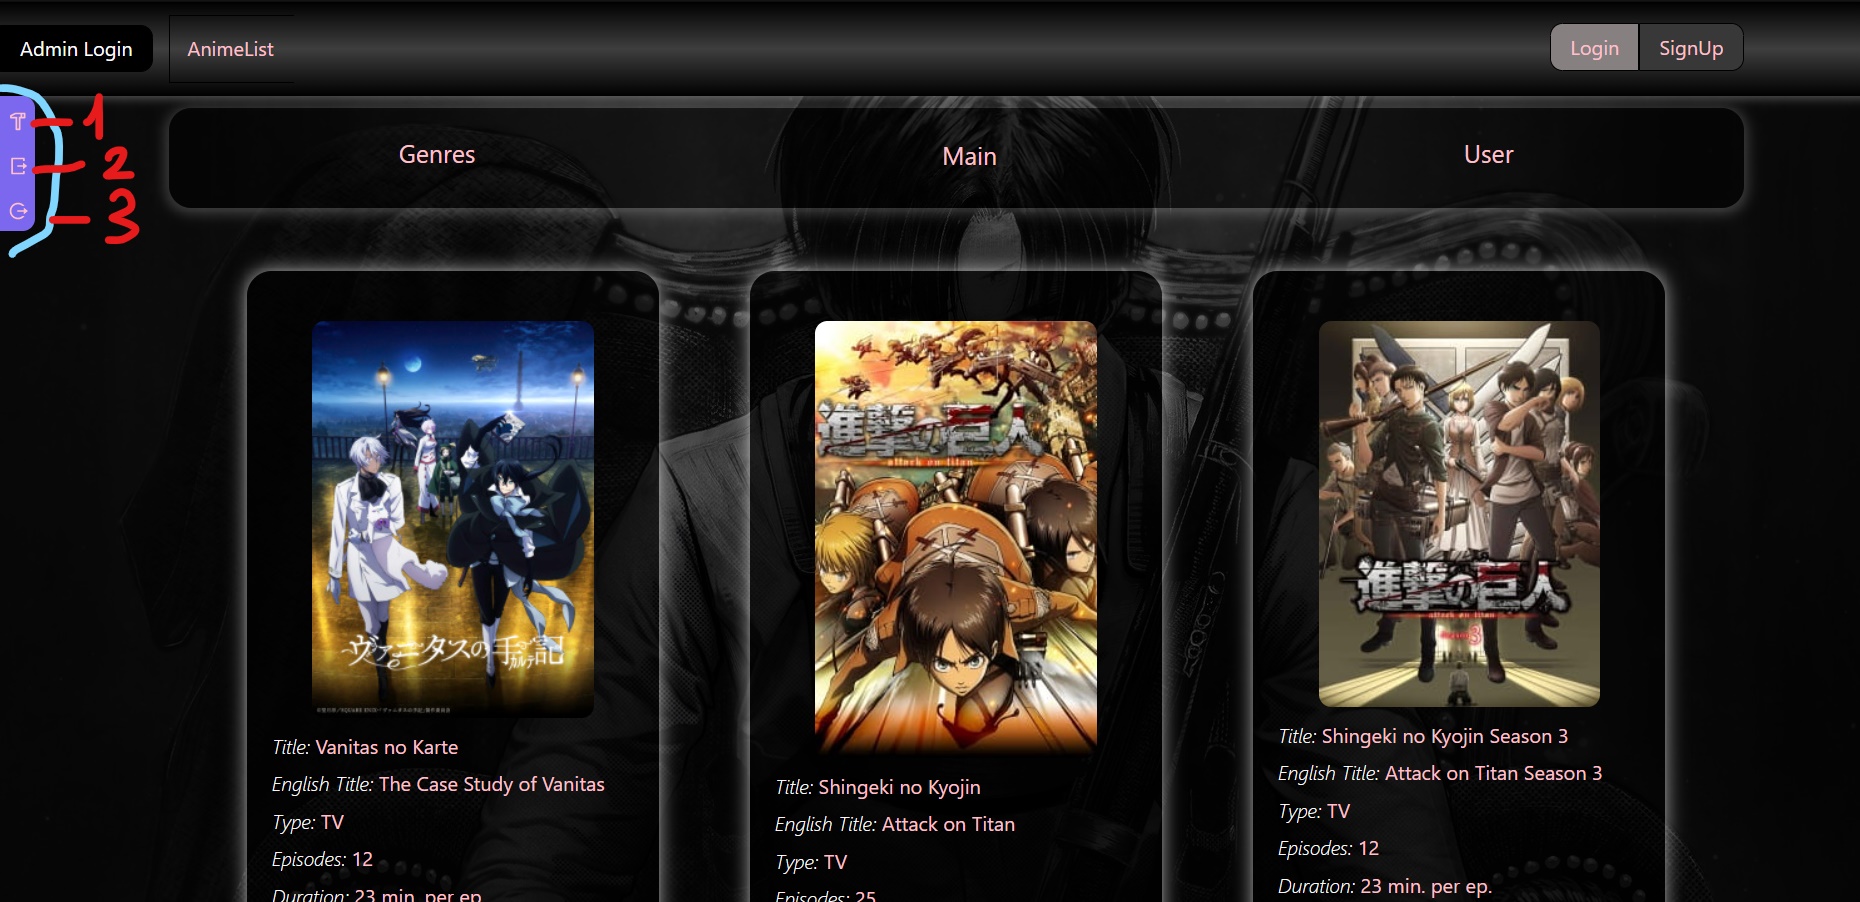 Admin Login
AnimeList
Login
SignUp
1
2
3
Genres
Main
User
ヴァニタスの手記
カルテ
進撃の巨人
attack on titan
進撃の巨人
attack on titan
3
Title: Vanitas no Karte
English Title: The Case Study of Vanitas
Type: TV
Episodes: 12
Duration: 23 min. per ep.
Title: Shingeki no Kyojin
English Title: Attack on Titan
Type: TV
Episodes: 25
Title: Shingeki no Kyojin Season 3
English Title: Attack on Titan Season 3
Type: TV
Episodes: 12
Duration: 23 min. per ep.